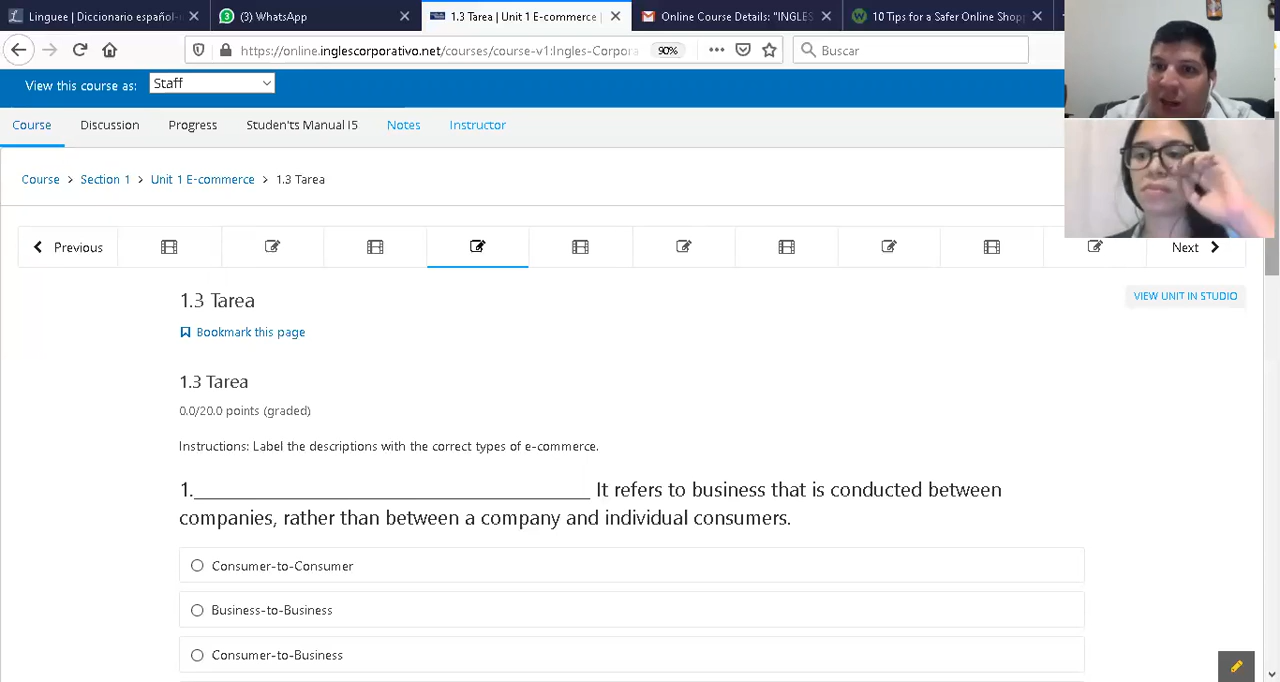 Linguee | Diccionario español-
(3) WhatsApp
1.3 Tarea | Unit 1 E-commerce |
Online Course Details: "INGLES
10 Tips for a Safer Online Shop
https://online.inglescorporativo.net/courses/course-v1:Ingles-Corpora
90%
Buscar
View this course as:
Staff
Course
Discussion
Progress
Studen'ts Manual I5
Notes
Instructor
Course > Section 1 > Unit 1 E-commerce > 1.3 Tarea
Previous
Next
1.3 Tarea
VIEW UNIT IN STUDIO
Bookmark this page
1.3 Tarea
0.0/20.0 points (graded)
Instructions: Label the descriptions with the correct types of e-commerce.
1.____________________________________ It refers to business that is conducted between
companies, rather than between a company and individual consumers.
Consumer-to-Consumer
Business-to-Business
Consumer-to-Business